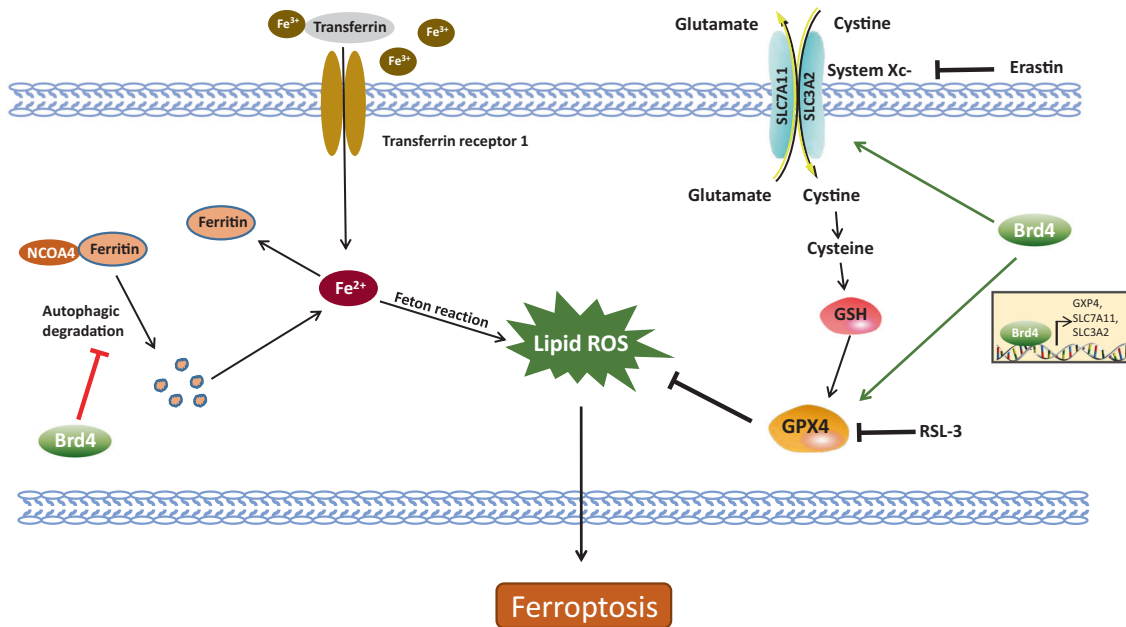 Fe³⁺
Transferrin
Fe³⁺
Fe³⁺
Glutamate
Cystine
SLC7A11
SLC3A2
System Xc-
Erastin
Transferrin receptor 1
Glutamate
Cystine
Ferritin
NCOA4
Ferritin
Brd4
Cysteine
Fe²⁺
Feton reaction
GSH
GXP4,
SLC7A11,
SLC3A2
Brd4
Autophagic
degradation
Lipid ROS
Brd4
GPX4
RSL-3
Ferroptosis